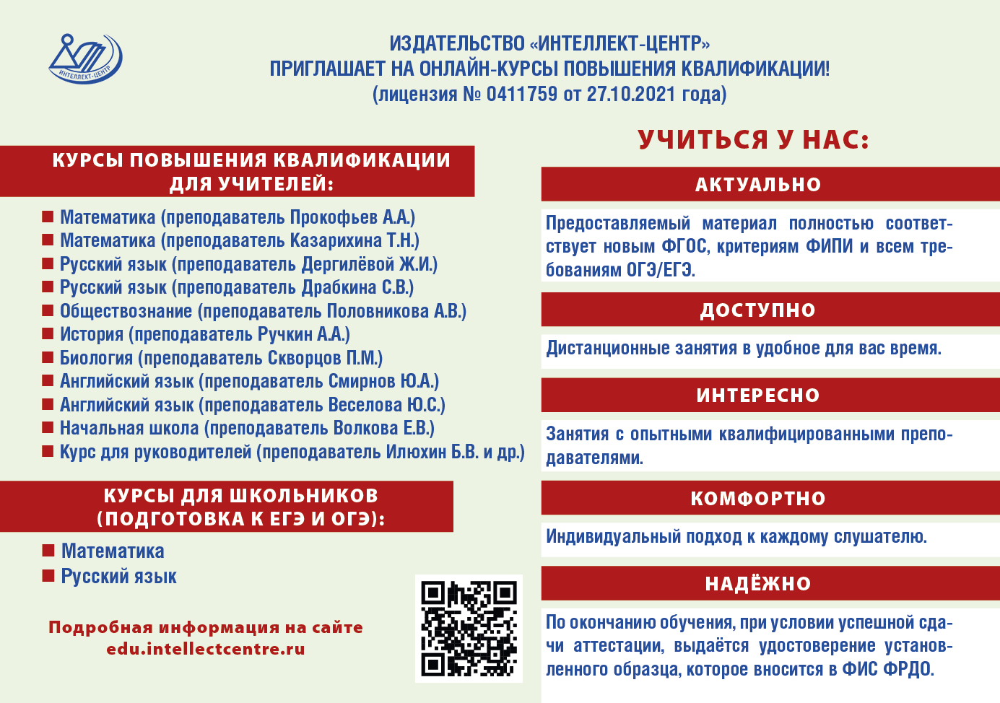 ИНТЕЛЛЕКТ-ЦЕНТР
ИЗДАТЕЛЬСТВО «ИНТЕЛЛЕКТ-ЦЕНТР»
ПРИГЛАШАЕТ НА ОНЛАЙН-КУРСЫ ПОВЫШЕНИЯ КВАЛИФИКАЦИИ!
(лицензия № 0411759 от 27.10.2021 года)
КУРСЫ ПОВЫШЕНИЯ КВАЛИФИКАЦИИ
ДЛЯ УЧИТЕЛЕЙ:
Математика (преподаватель Прокофьев А.А.)
Математика (преподаватель Казарихина Т.Н.)
Русский язык (преподаватель Дергилёвой Ж.И.)
Русский язык (преподаватель Драбкина С.В.)
Обществознание (преподаватель Половникова А.В.)
История (преподаватель Ручкин А.А.)
Биология (преподаватель Скворцов П.М.)
Английский язык (преподаватель Смирнов Ю.А.)
Английский язык (преподаватель Веселова Ю.С.)
Начальная школа (преподаватель Волкова Е.В.)
Курс для руководителей (преподаватель Илюхин Б.В. и др.)
КУРСЫ ДЛЯ ШКОЛЬНИКОВ
(ПОДГОТОВКА К ЕГЭ И ОГЭ):
Математика
Русский язык
Подробная информация на сайте
edu.intellectcentre.ru
УЧИТЬСЯ У НАС:
АКТУАЛЬНО
Предоставляемый материал полностью соответ-
ствует новым ФГОС, критериям ФИПИ и всем тре-
бованиям ОГЭ/ЕГЭ.
ДОСТУПНО
Дистанционные занятия в удобное для вас время.
ИНТЕРЕСНО
Занятия с опытными квалифицированными препо-
давателями.
КОМФОРТНО
Индивидуальный подход к каждому слушателю.
НАДЁЖНО
По окончанию обучения, при условии успешной сда-
чи аттестации, выдаётся удостоверение установ-
ленного образца, которое вносится в ФИС ФРДО.